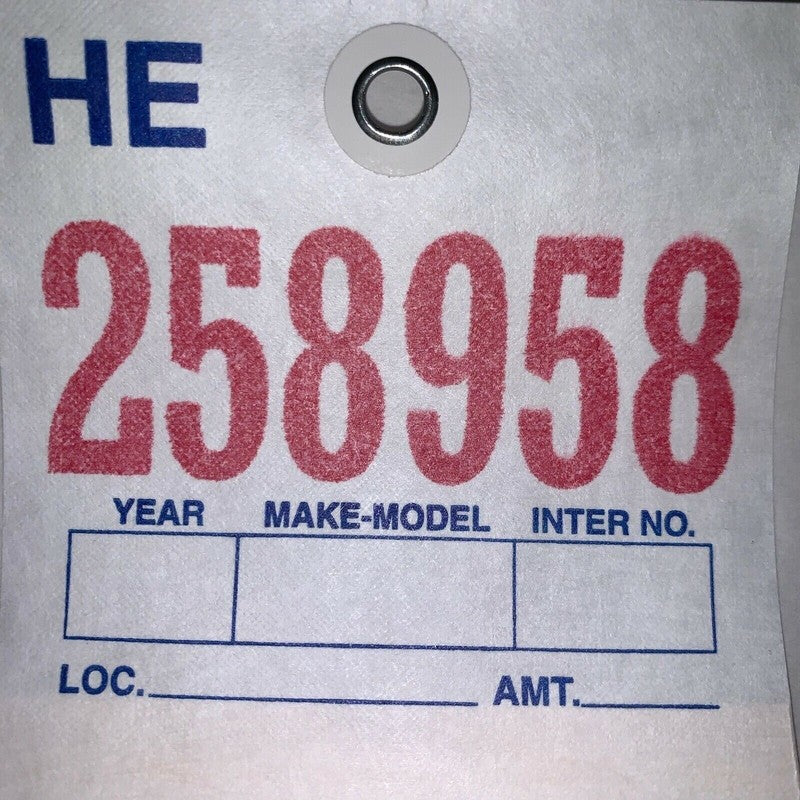 HE
258958
YEAR MAKE-MODEL INTER NO.
LOC. AMT.